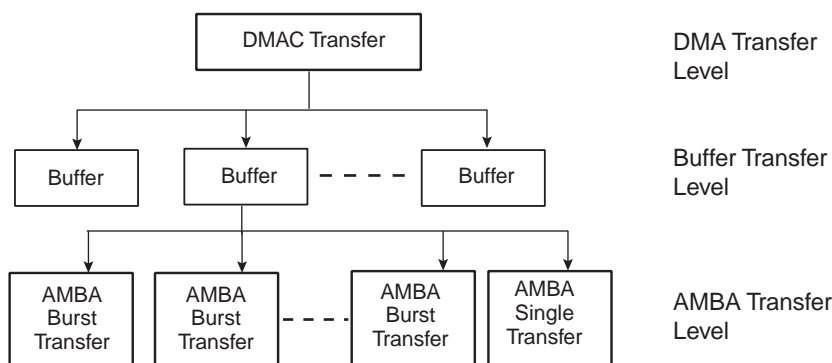 DMAC Transfer
DMA Transfer
Level
Buffer
Buffer
Buffer
Buffer Transfer
Level
AMBA
Burst
Transfer
AMBA
Burst
Transfer
AMBA
Burst
Transfer
AMBA
Single
Transfer
AMBA Transfer
Level